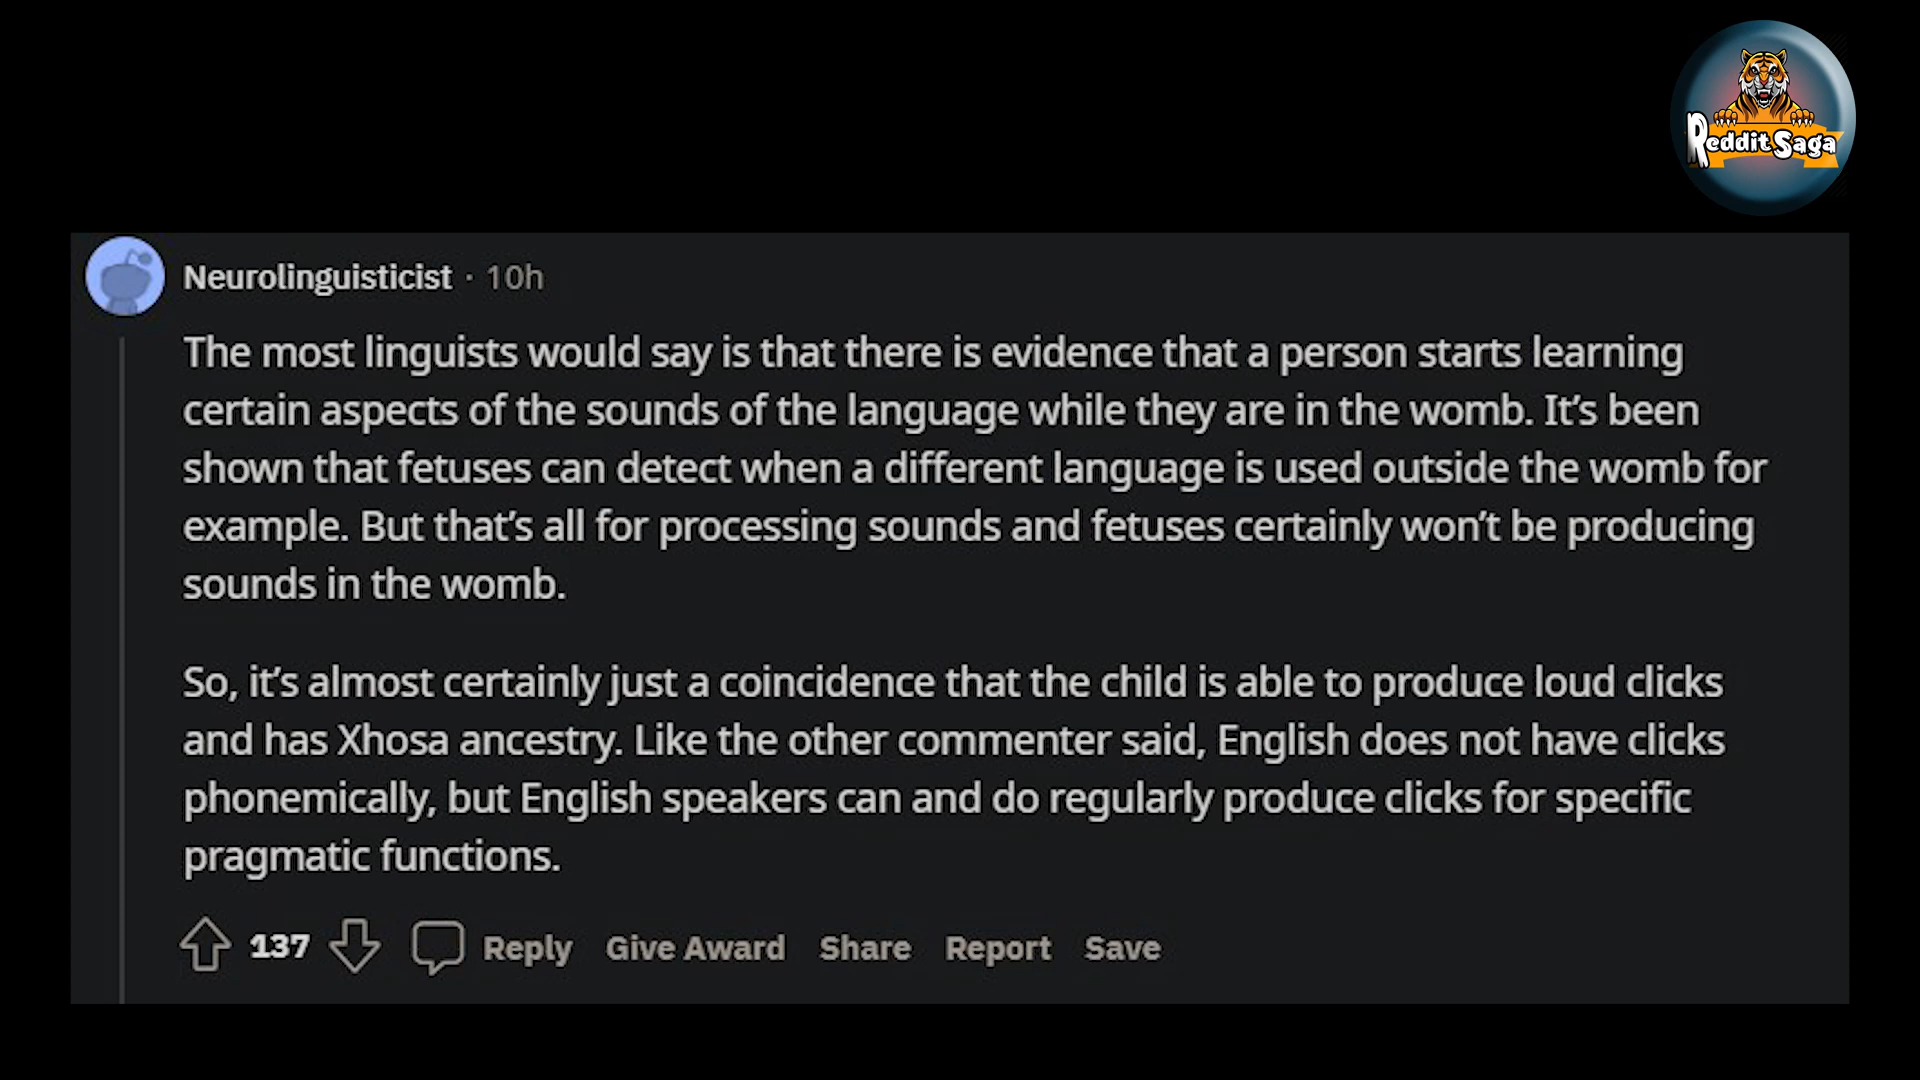 Reddit Saga
Neurolinguisticist · 10h
The most linguists would say is that there is evidence that a person starts learning
certain aspects of the sounds of the language while they are in the womb. It’s been
shown that fetuses can detect when a different language is used outside the womb for
example. But that’s all for processing sounds and fetuses certainly won’t be producing
sounds in the womb.
So, it’s almost certainly just a coincidence that the child is able to produce loud clicks
and has Xhosa ancestry. Like the other commenter said, English does not have clicks
phonemically, but English speakers can and do regularly produce clicks for specific
pragmatic functions.
137 Reply Give Award Share Report Save